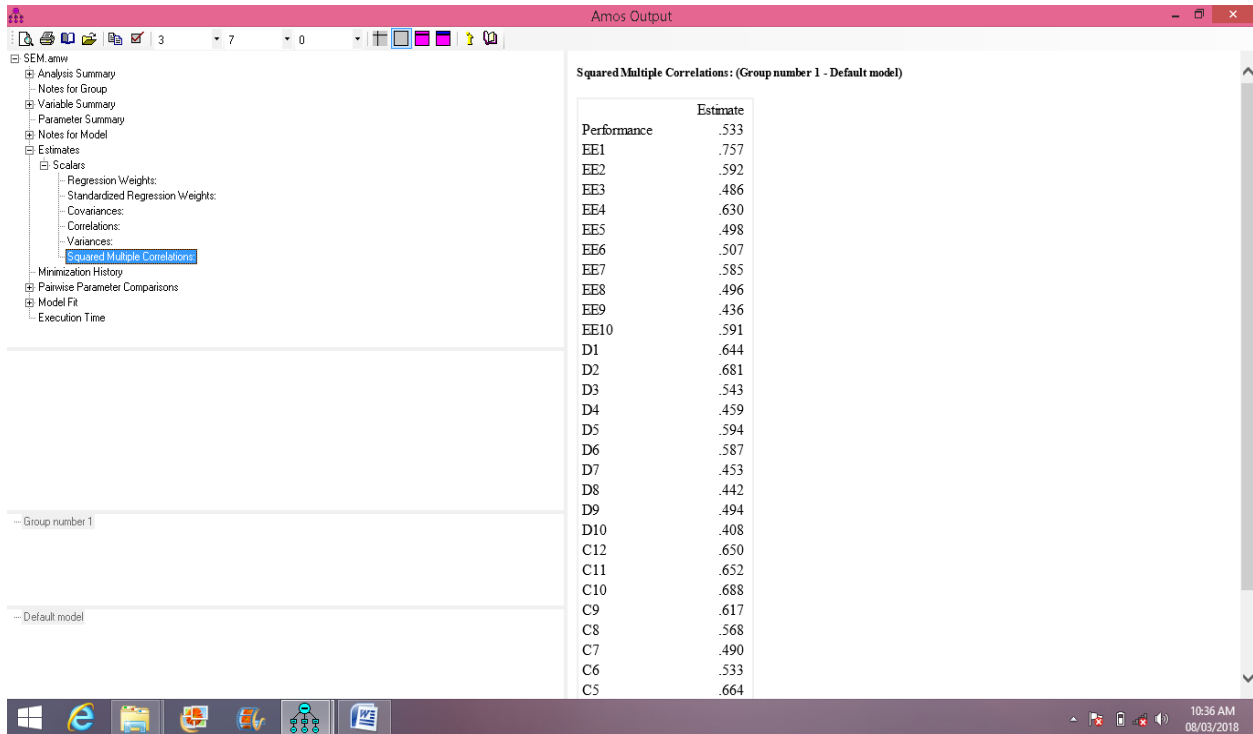 Amos Output
3 7 0
SEM.amw
Analysis Summary
Notes for Group
Variable Summary
Parameter Summary
Notes for Model
Estimates
Scalars
Regression Weights:
Standardized Regression Weights:
Covariances:
Correlations:
Variances:
Squared Multiple Correlations:
Minimization History
Pairwise Parameter Comparisons
Model Fit
Execution Time
Group number 1
Default model
Squared Multiple Correlations: (Group number 1 - Default model)
Estimate
Performance .533
EE1 .757
EE2 .592
EE3 .486
EE4 .630
EE5 .498
EE6 .507
EE7 .585
EE8 .496
EE9 .436
EE10 .591
D1 .644
D2 .681
D3 .543
D4 .459
D5 .594
D6 .587
D7 .453
D8 .442
D9 .494
D10 .408
C12 .650
C11 .652
C10 .688
C9 .617
C8 .568
C7 .490
C6 .533
C5 .664
10:36 AM
08/03/2018